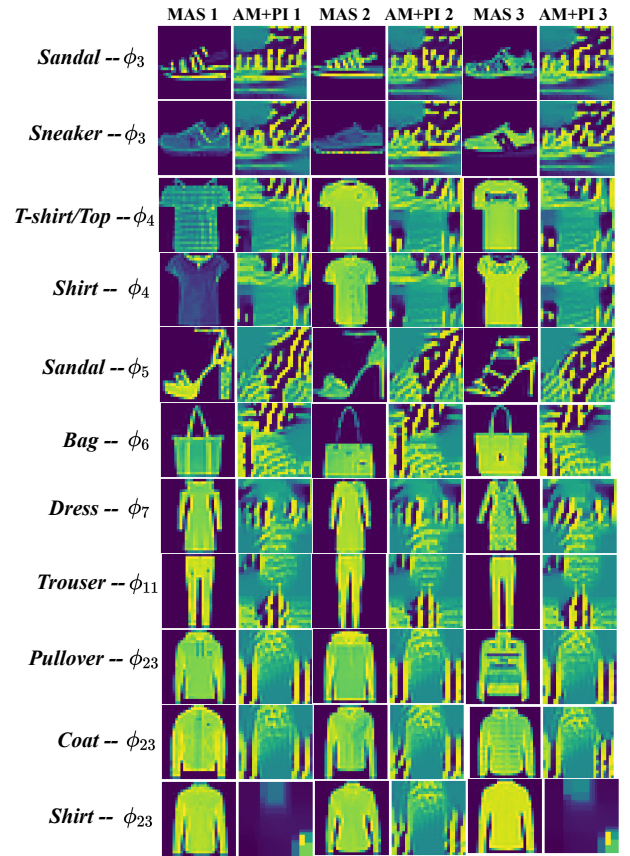 MAS 1 AM+PI 1 MAS 2 AM+PI 2 MAS 3 AM+PI 3
Sandal -- ϕ₃
Sneaker -- ϕ₃
T-shirt/Top -- ϕ₄
Shirt -- ϕ₄
Sandal -- ϕ₅
Bag -- ϕ₆
Dress -- ϕ₇
Trouser -- ϕ₁₁
Pullover -- ϕ₂₃
Coat -- ϕ₂₃
Shirt -- ϕ₂₃